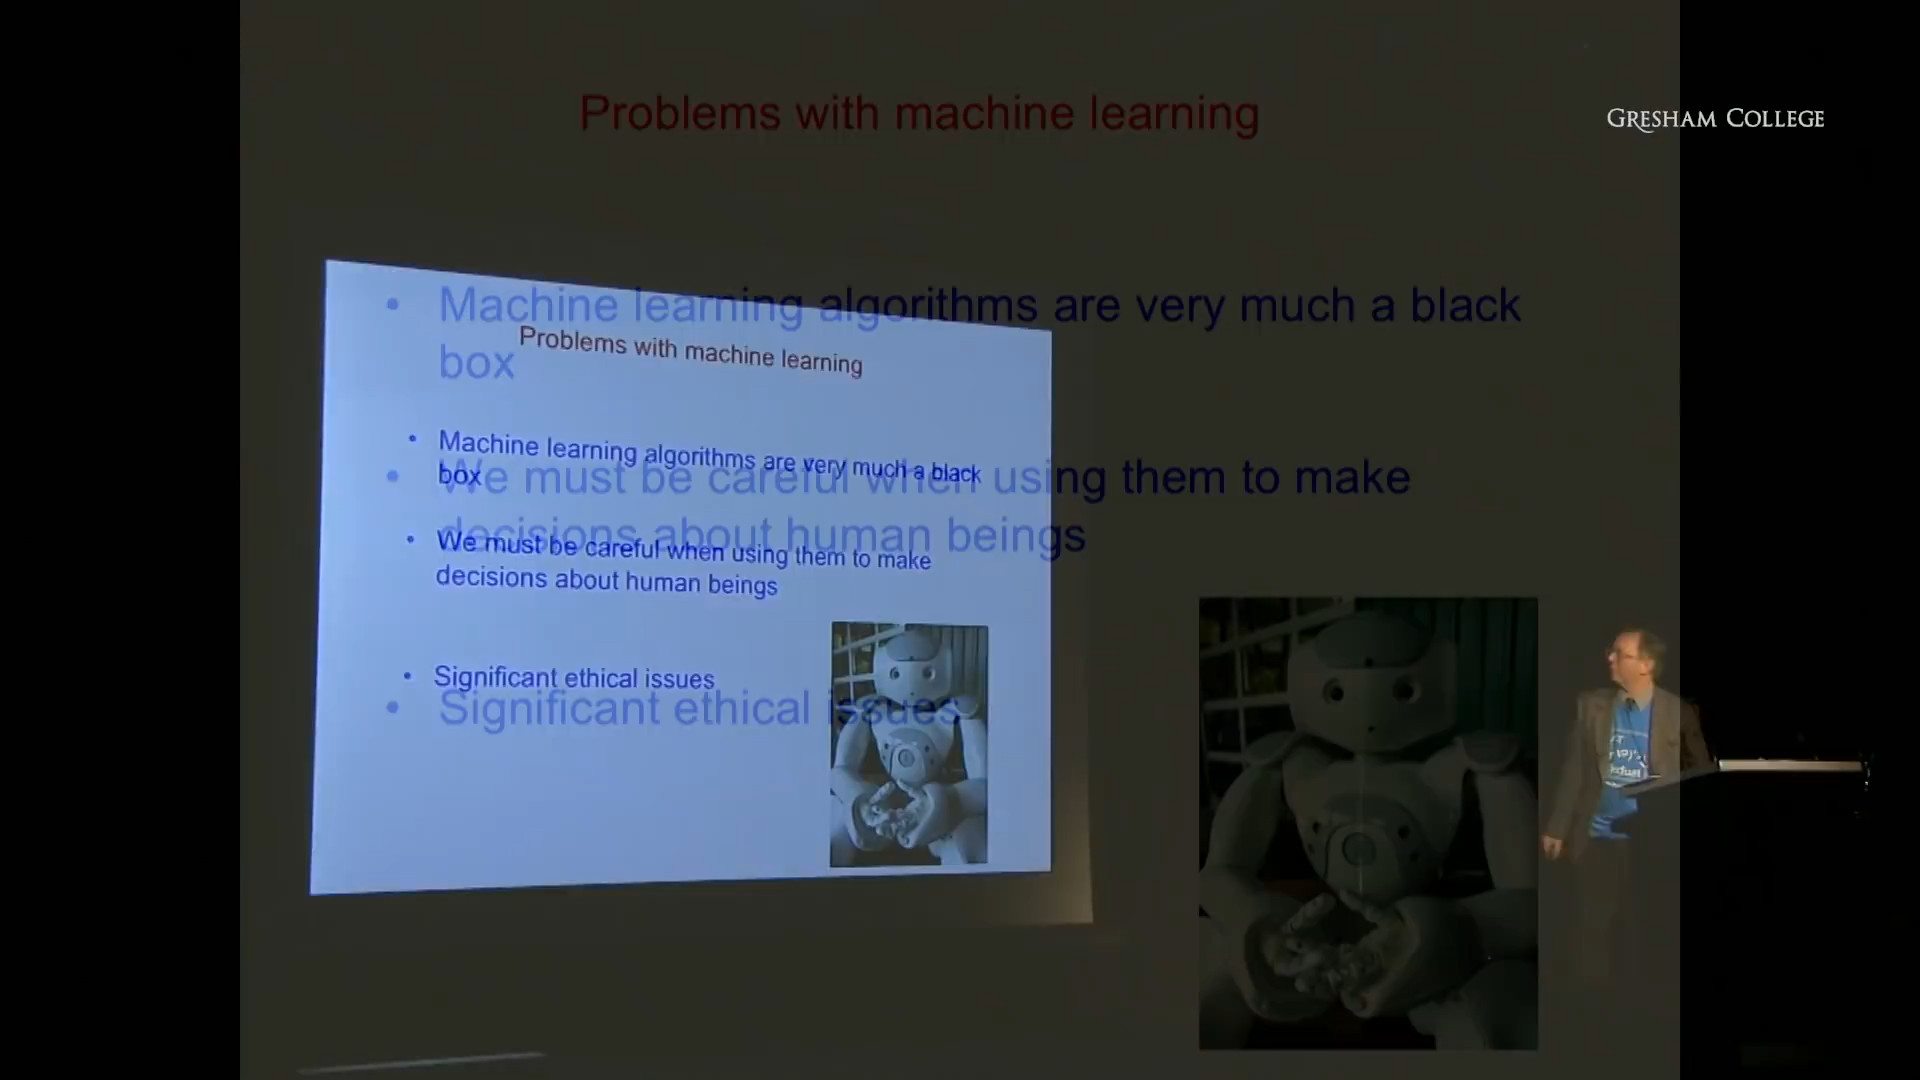 Problems with machine learning
GRESHAM COLLEGE
• Machine learning algorithms are very much a black
box
• We must be careful when using them to make
decisions about human beings
• Significant ethical issues
Problems with machine learning
• Machine learning algorithms are very much a black
box
• We must be careful when using them to make
decisions about human beings
• Significant ethical issues